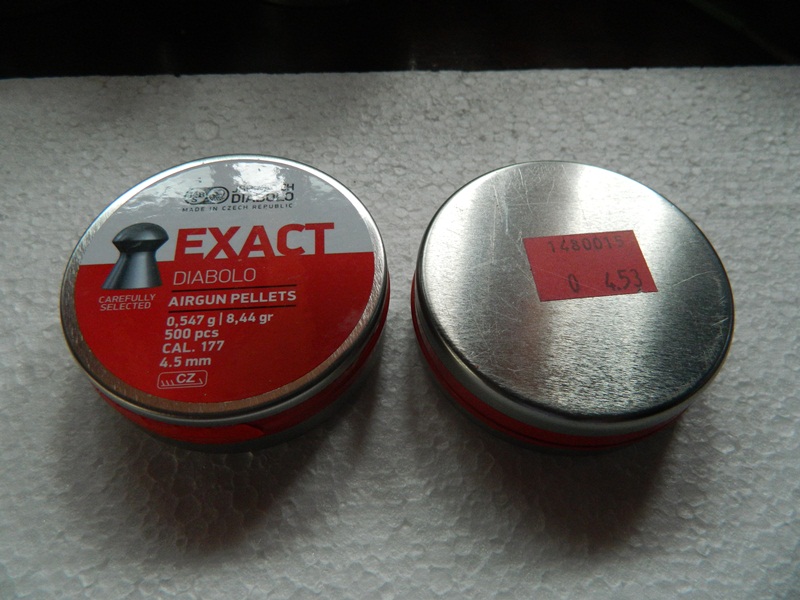 DIABOLO
MADE IN CZECH REPUBLIC
EXACT
DIABOLO
CAREFULLY
SELECTED
AIRGUN PELLETS
0,547 g | 8,44 gr
500 pcs
CAL. 177
4.5 mm
CZ
1480015
0 4.53